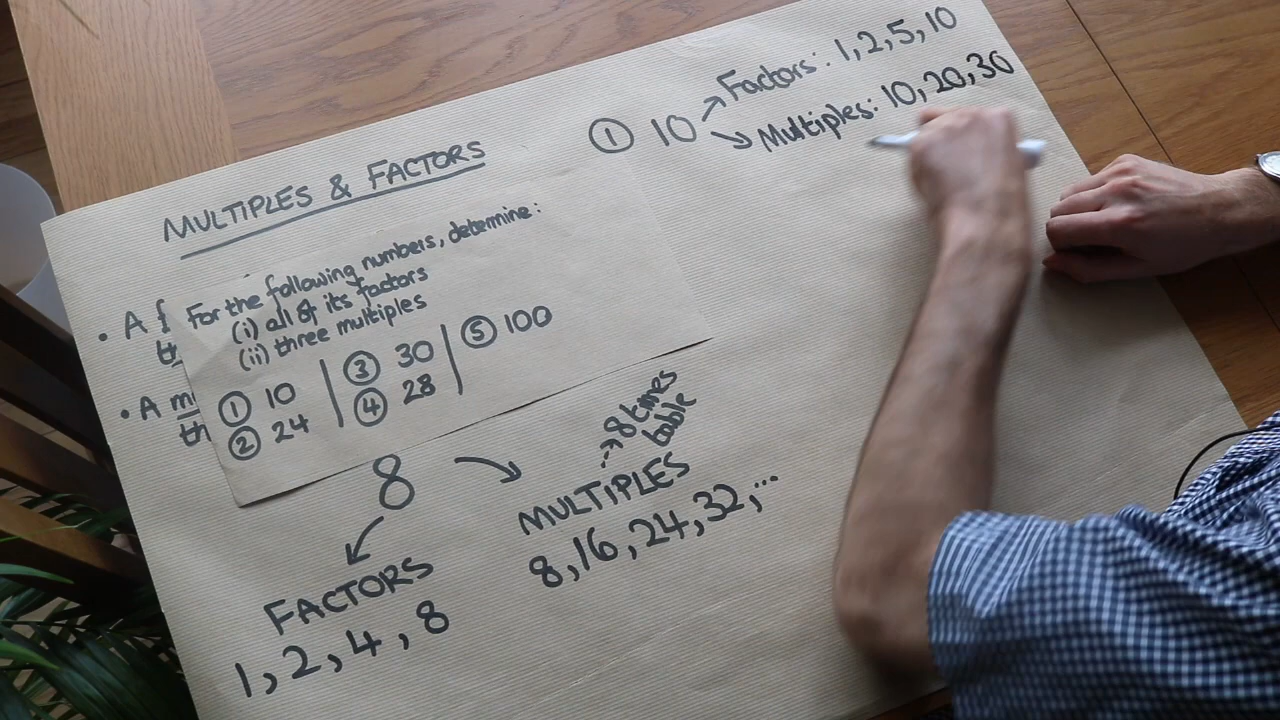 MULTIPLES & FACTORS
• A f
th
• A m
th
For the following numbers, determine:
(i) all of its factors
(ii) three multiples
① 10
② 24
③ 30
④ 28
⑤ 100
① 10
Factors: 1, 2, 5, 10
Multiples: 10, 20, 30
8
FACTORS
1, 2, 4, 8
8 times
table
MULTIPLES
8, 16, 24, 32, ...